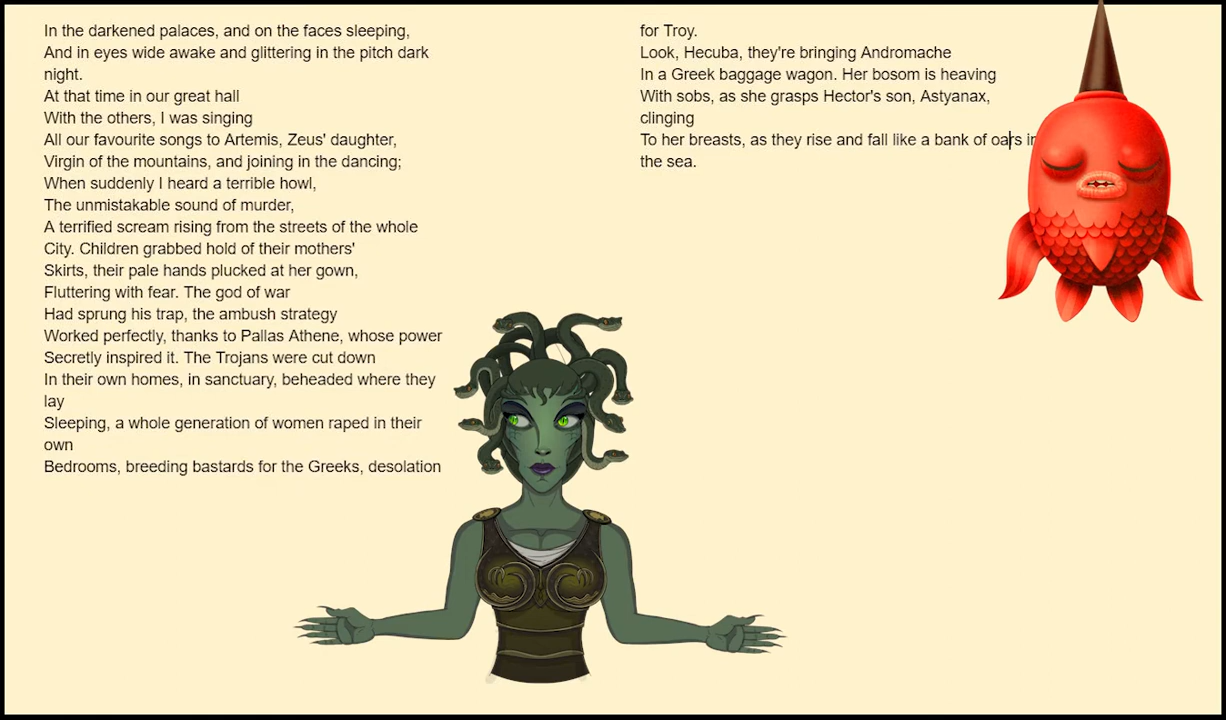 In the darkened palaces, and on the faces sleeping,
And in eyes wide awake and glittering in the pitch dark
night.
At that time in our great hall
With the others, I was singing
All our favourite songs to Artemis, Zeus' daughter,
Virgin of the mountains, and joining in the dancing;
When suddenly I heard a terrible howl,
The unmistakable sound of murder,
A terrified scream rising from the streets of the whole
City. Children grabbed hold of their mothers'
Skirts, their pale hands plucked at her gown,
Fluttering with fear. The god of war
Had sprung his trap, the ambush strategy
Worked perfectly, thanks to Pallas Athene, whose power
Secretly inspired it. The Trojans were cut down
In their own homes, in sanctuary, beheaded where they
lay
Sleeping, a whole generation of women raped in their
own
Bedrooms, breeding bastards for the Greeks, desolation
for Troy.
Look, Hecuba, they're bringing Andromache
In a Greek baggage wagon. Her bosom is heaving
With sobs, as she grasps Hector's son, Astyanax,
clinging
To her breasts, as they rise and fall like a bank of oars in
the sea.